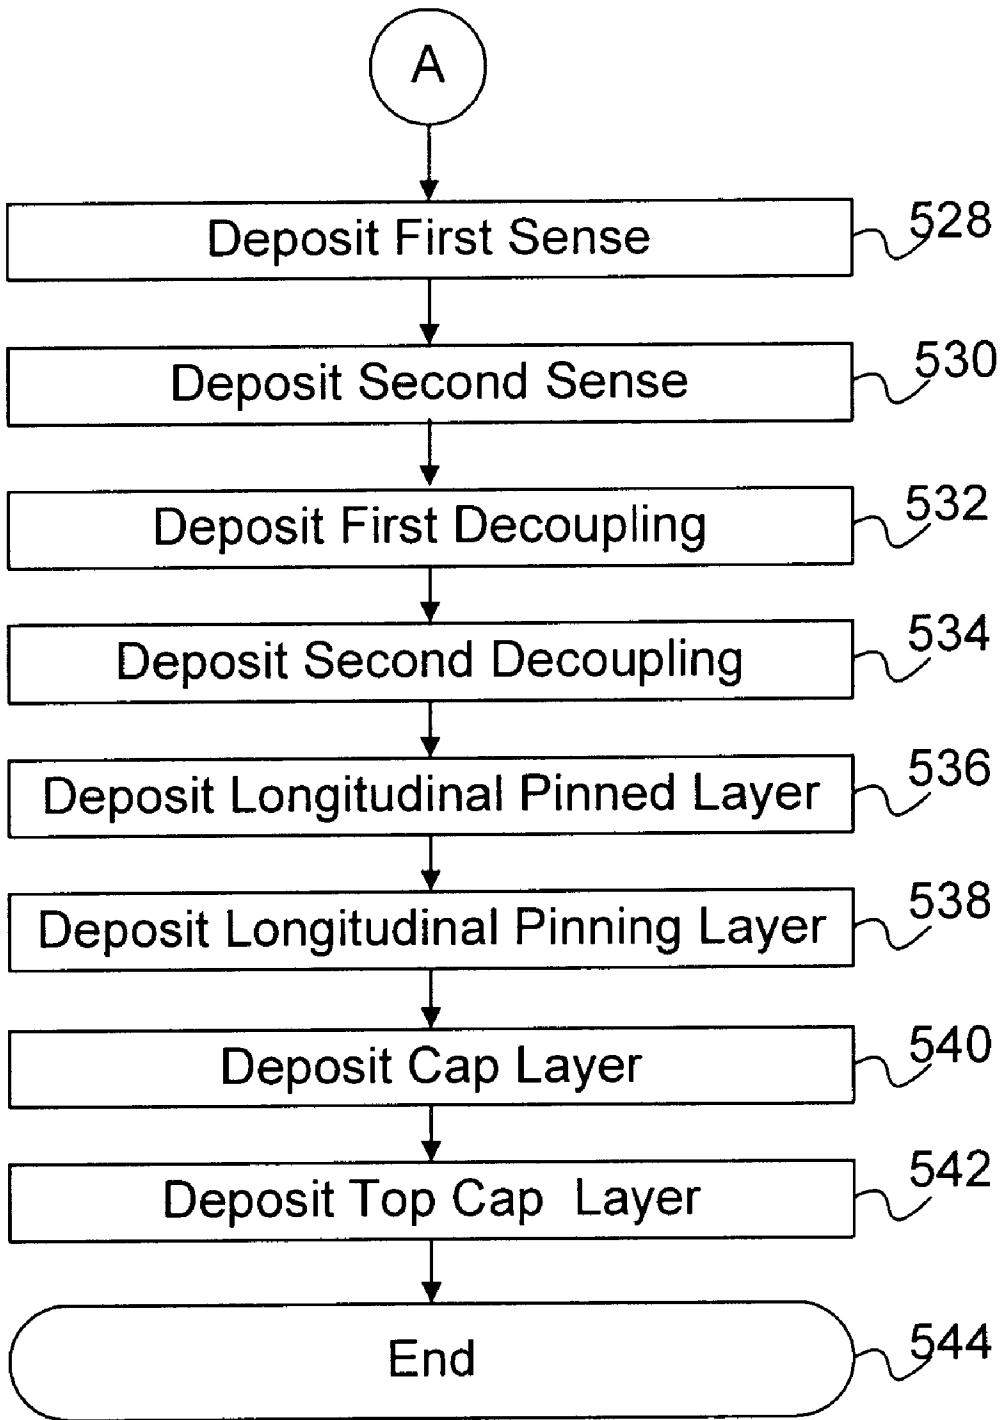 A
Deposit First Sense
528
Deposit Second Sense
530
Deposit First Decoupling
532
Deposit Second Decoupling
534
Deposit Longitudinal Pinned Layer
536
Deposit Longitudinal Pinning Layer
538
Deposit Cap Layer
540
Deposit Top Cap Layer
542
End
544